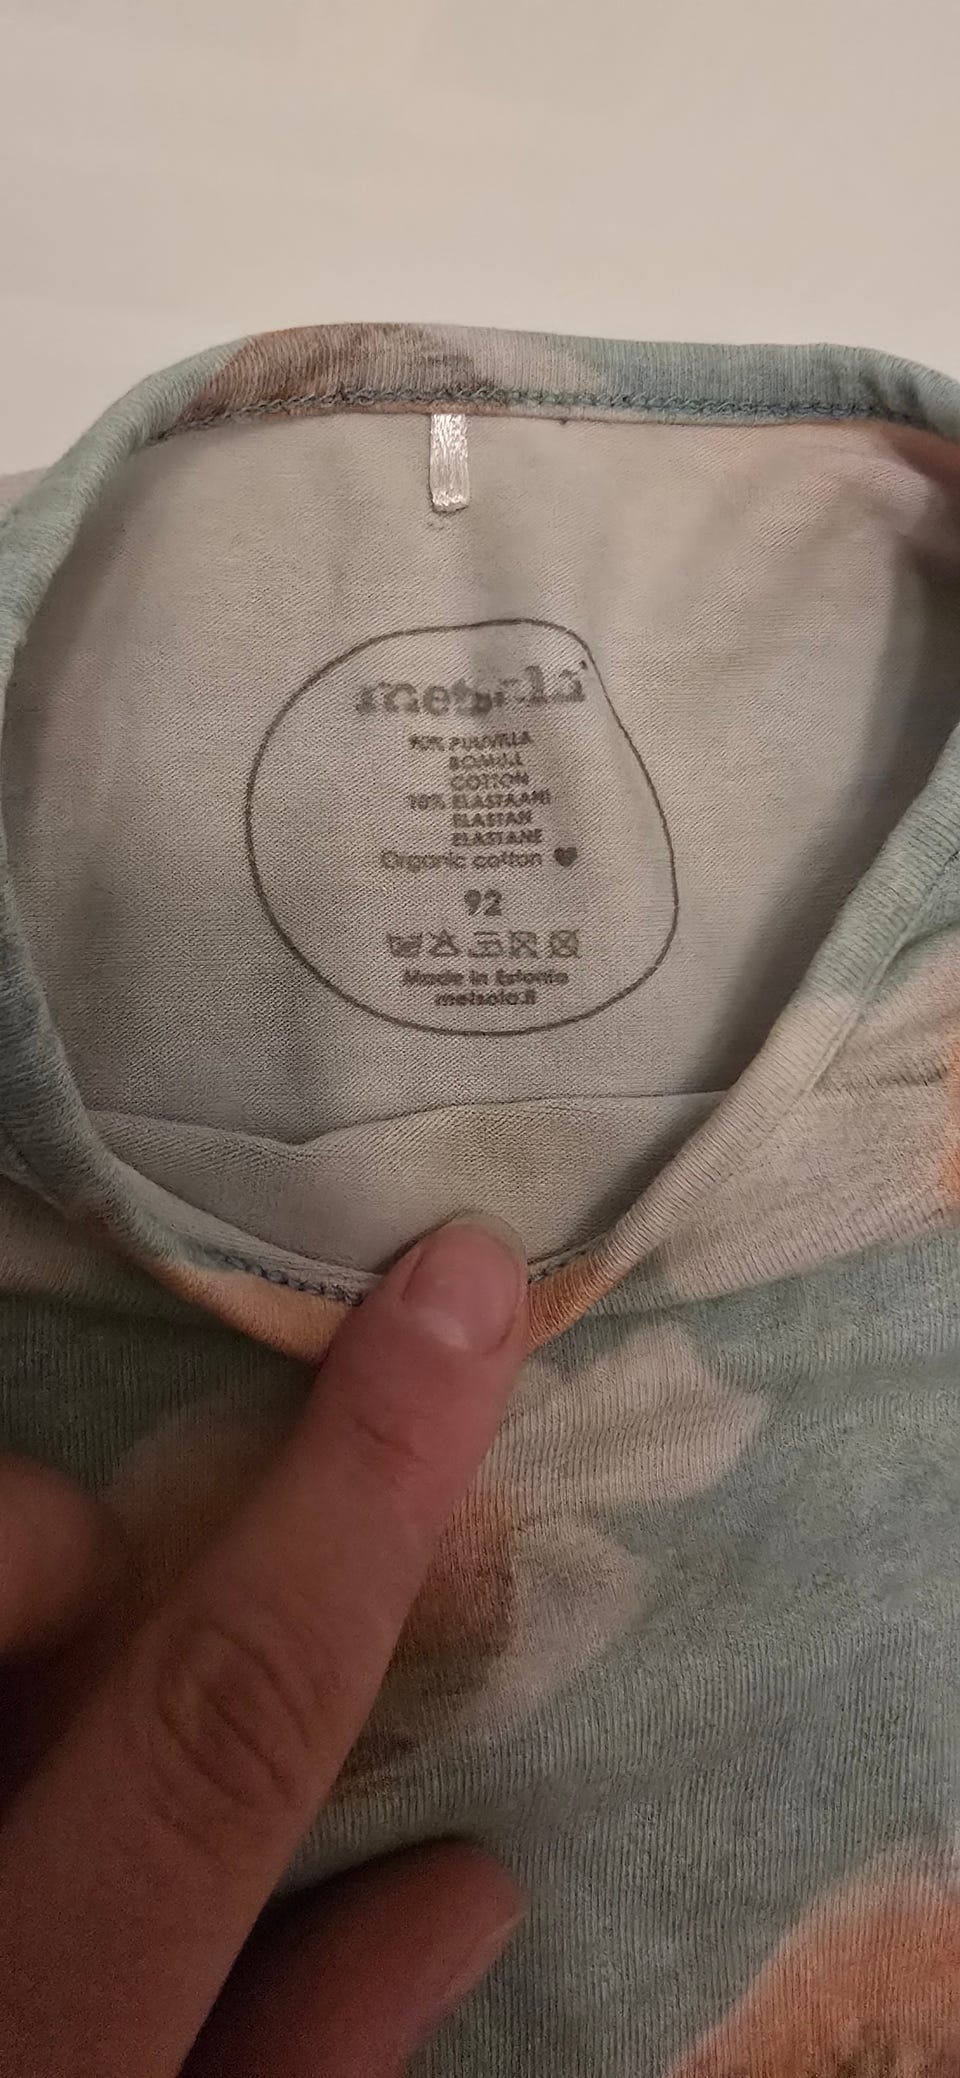 metsola
90% PUUVILLA
BOMULL
COTTON
10% ELASTAANI
ELASTAN
ELASTANE
Organic cotton
92
Made in Estonia
metsola.fi